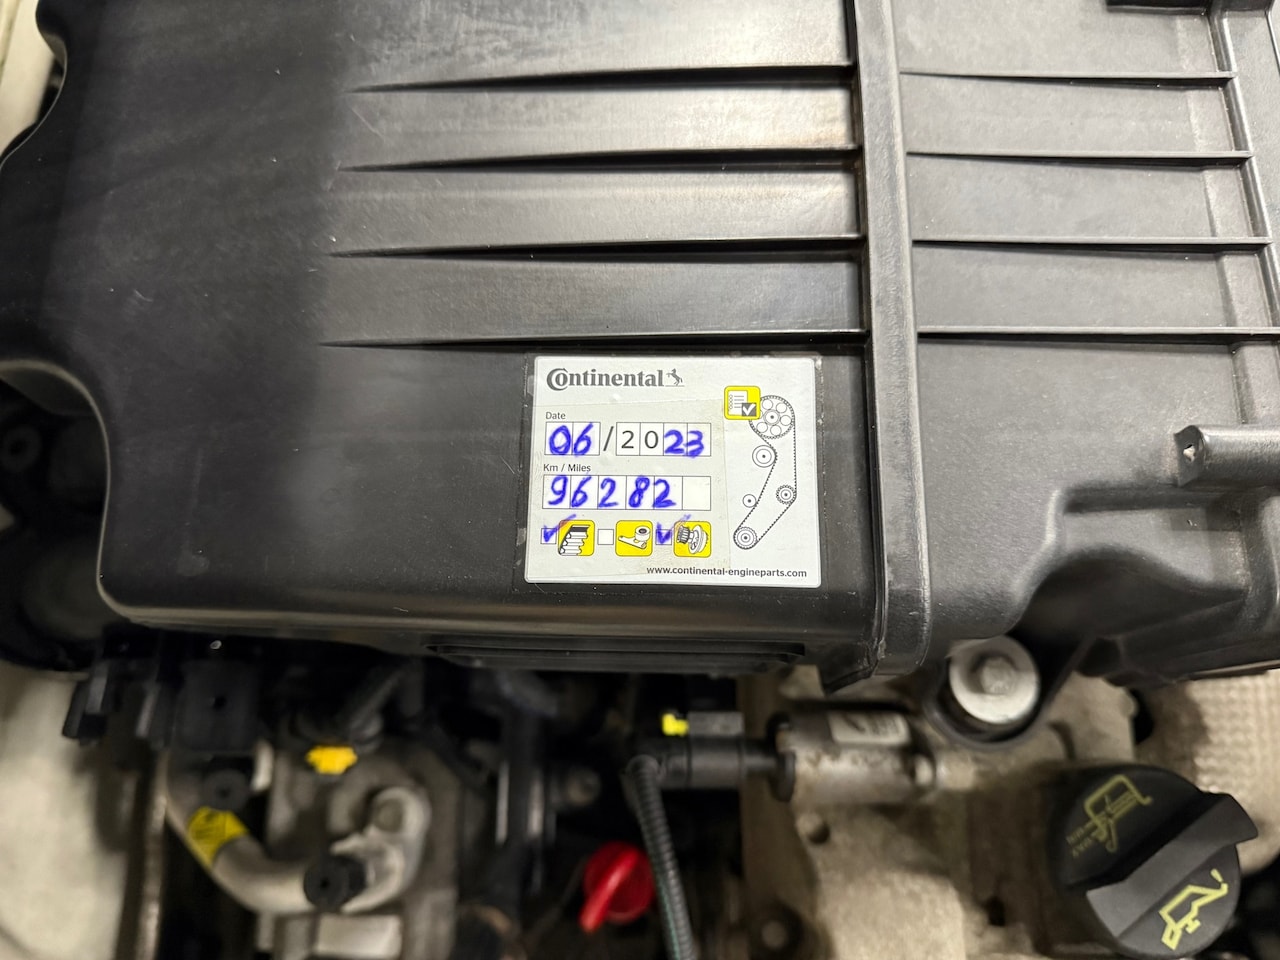 Continental
Date
06/2023
Km / Miles
96282
www.continental-engineparts.com